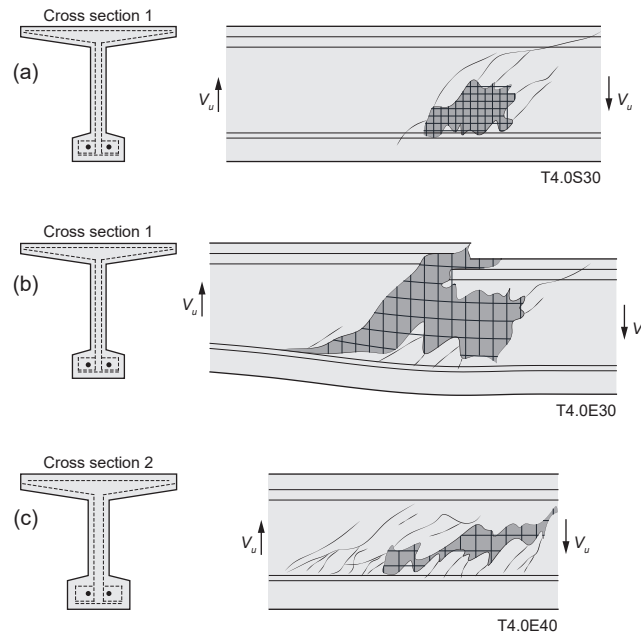 Cross section 1
(a)
Vu
Vu
T4.0S30
Cross section 1
(b)
Vu
V
T4.0E30
Cross section 2
(c)
Vu
Vu
T4.0E40